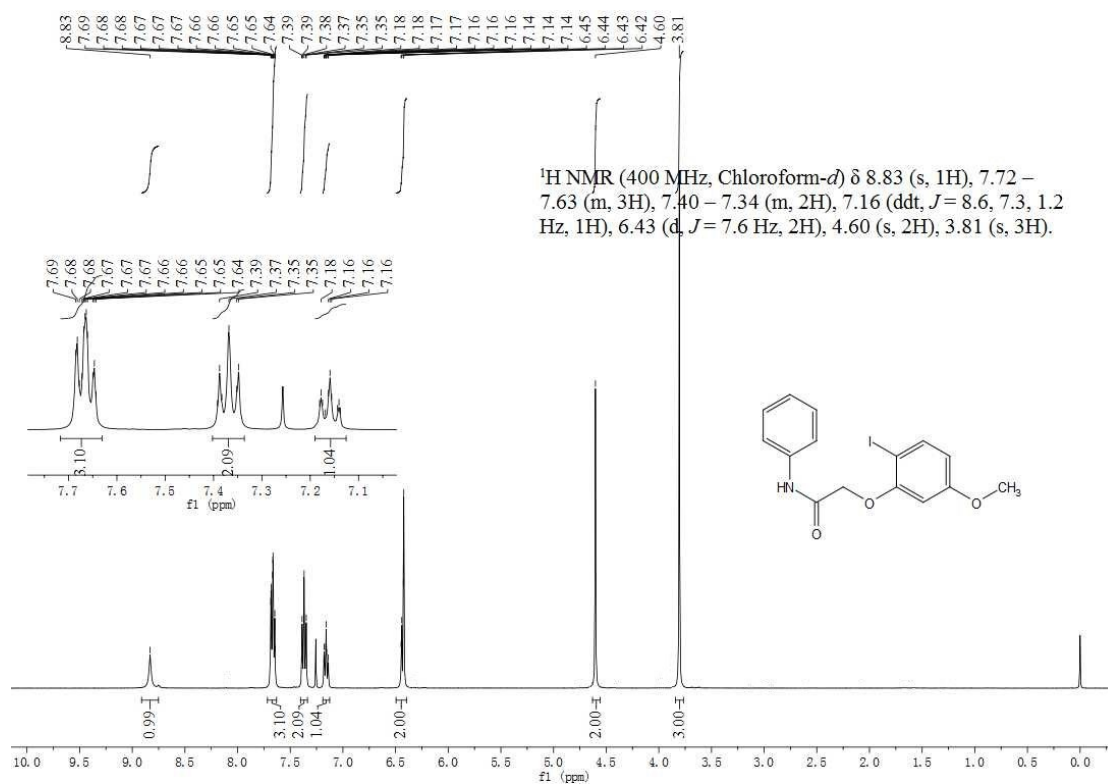 8.83 7.69 7.68 7.68 7.67 7.67 7.67 7.66 7.66 7.65 7.65 7.64 7.39 7.39 7.38 7.37 7.35 7.35 7.18 7.18 7.17 7.17 7.16 7.16 7.16 7.14 7.14 7.14 6.45 6.44 6.43 6.42 4.60 3.81
¹H NMR (400 MHz, Chloroform-d) δ 8.83 (s, 1H), 7.72 –
7.63 (m, 3H), 7.40 – 7.34 (m, 2H), 7.16 (ddt, J = 8.6, 7.3, 1.2
Hz, 1H), 6.43 (d, J = 7.6 Hz, 2H), 4.60 (s, 2H), 3.81 (s, 3H).
7.69 7.68 7.68 7.67 7.67 7.66 7.66 7.65 7.65 7.64 7.39 7.37 7.35 7.35 7.18 7.16 7.16 7.16
3.10 2.09 1.04
7.7 7.6 7.5 7.4 7.3 7.2 7.1
f1 (ppm)
I
HN
O
O
O
CH₃
0.99 3.10 2.09 1.04 2.00 2.00 3.00
10.0 9.5 9.0 8.5 8.0 7.5 7.0 6.5 6.0 5.5 5.0 4.5 4.0 3.5 3.0 2.5 2.0 1.5 1.0 0.5 0.0
f1 (ppm)